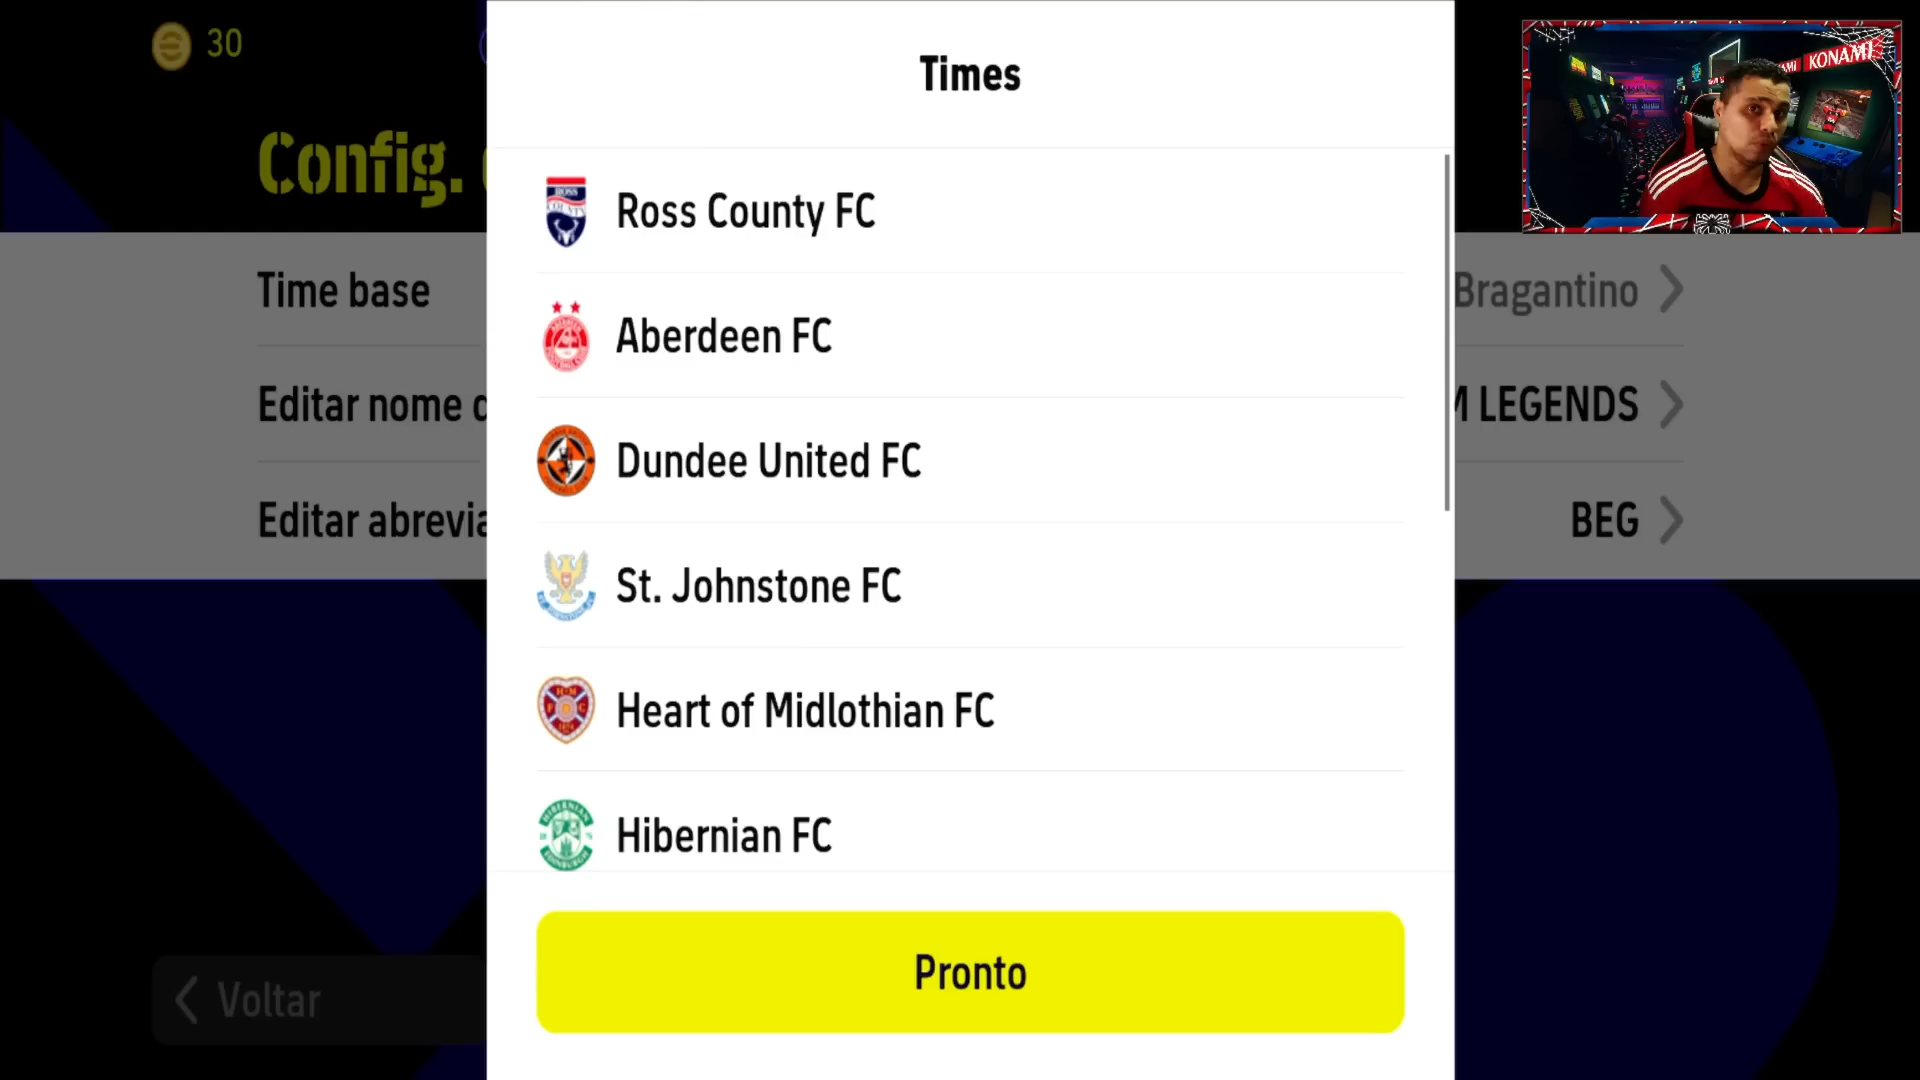 30
Config.
Times
KONAMI
Ross County FC
Time base
Bragantino
Aberdeen FC
Editar nome
LEGENDS
Dundee United FC
Editar abrevia
BEG
St. Johnstone FC
Heart of Midlothian FC
Hibernian FC
Pronto
Voltar